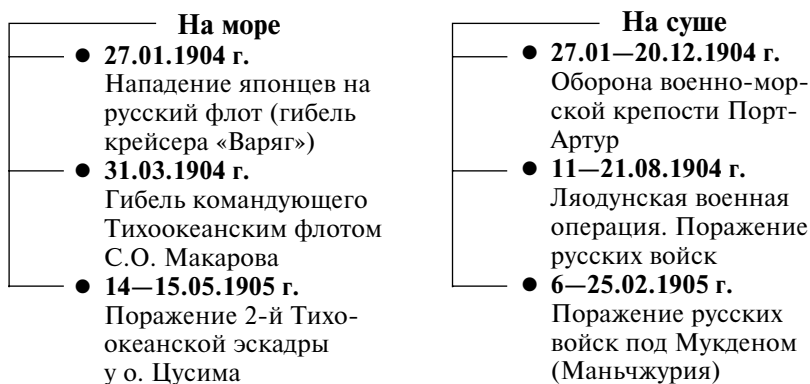 На море
● 27.01.1904 г.
Нападение японцев на
русский флот (гибель
крейсера «Варяг»)
● 31.03.1904 г.
Гибель командующего
Тихоокеанским флотом
С.О. Макарова
● 14—15.05.1905 г.
Поражение 2-й Тихо-
океанской эскадры
у о. Цусима
На суше
● 27.01—20.12.1904 г.
Оборона военно-мор-
ской крепости Порт-
Артур
● 11—21.08.1904 г.
Ляодунская военная
операция. Поражение
русских войск
● 6—25.02.1905 г.
Поражение русских
войск под Мукденом
(Маньчжурия)